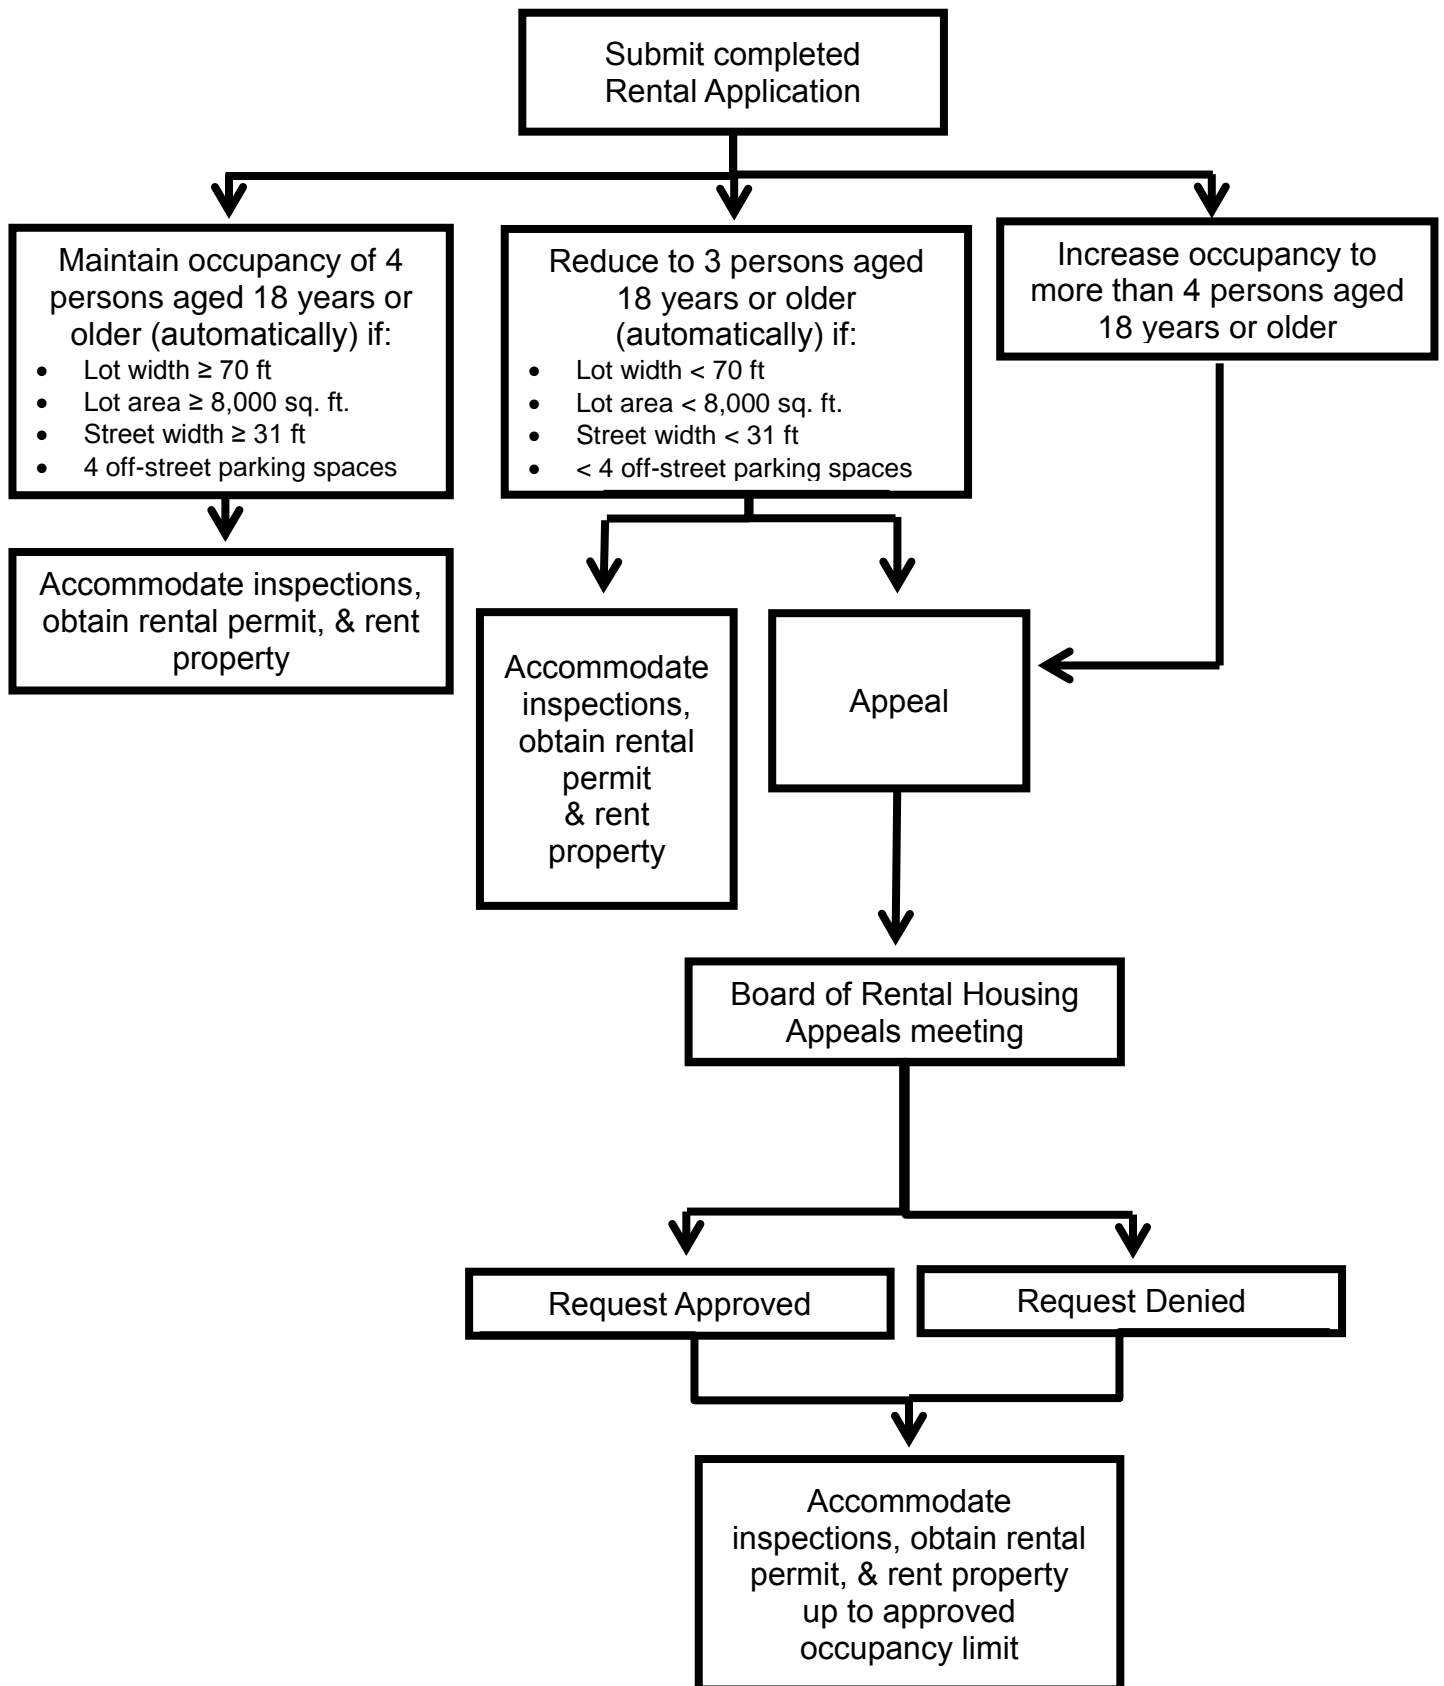 Submit completed
Rental Application
Maintain occupancy of 4
persons aged 18 years or
older (automatically) if:
• Lot width ≥ 70 ft
• Lot area ≥ 8,000 sq. ft.
• Street width ≥ 31 ft
• 4 off-street parking spaces
Reduce to 3 persons aged
18 years or older
(automatically) if:
• Lot width < 70 ft
• Lot area < 8,000 sq. ft.
• Street width < 31 ft
• < 4 off-street parking spaces
Increase occupancy to
more than 4 persons aged
18 years or older
Accommodate inspections,
obtain rental permit, & rent
property
Accommodate
inspections,
obtain rental
permit
& rent
property
Appeal
Board of Rental Housing
Appeals meeting
Request Approved
Request Denied
Accommodate
inspections, obtain rental
permit, & rent property
up to approved
occupancy limit